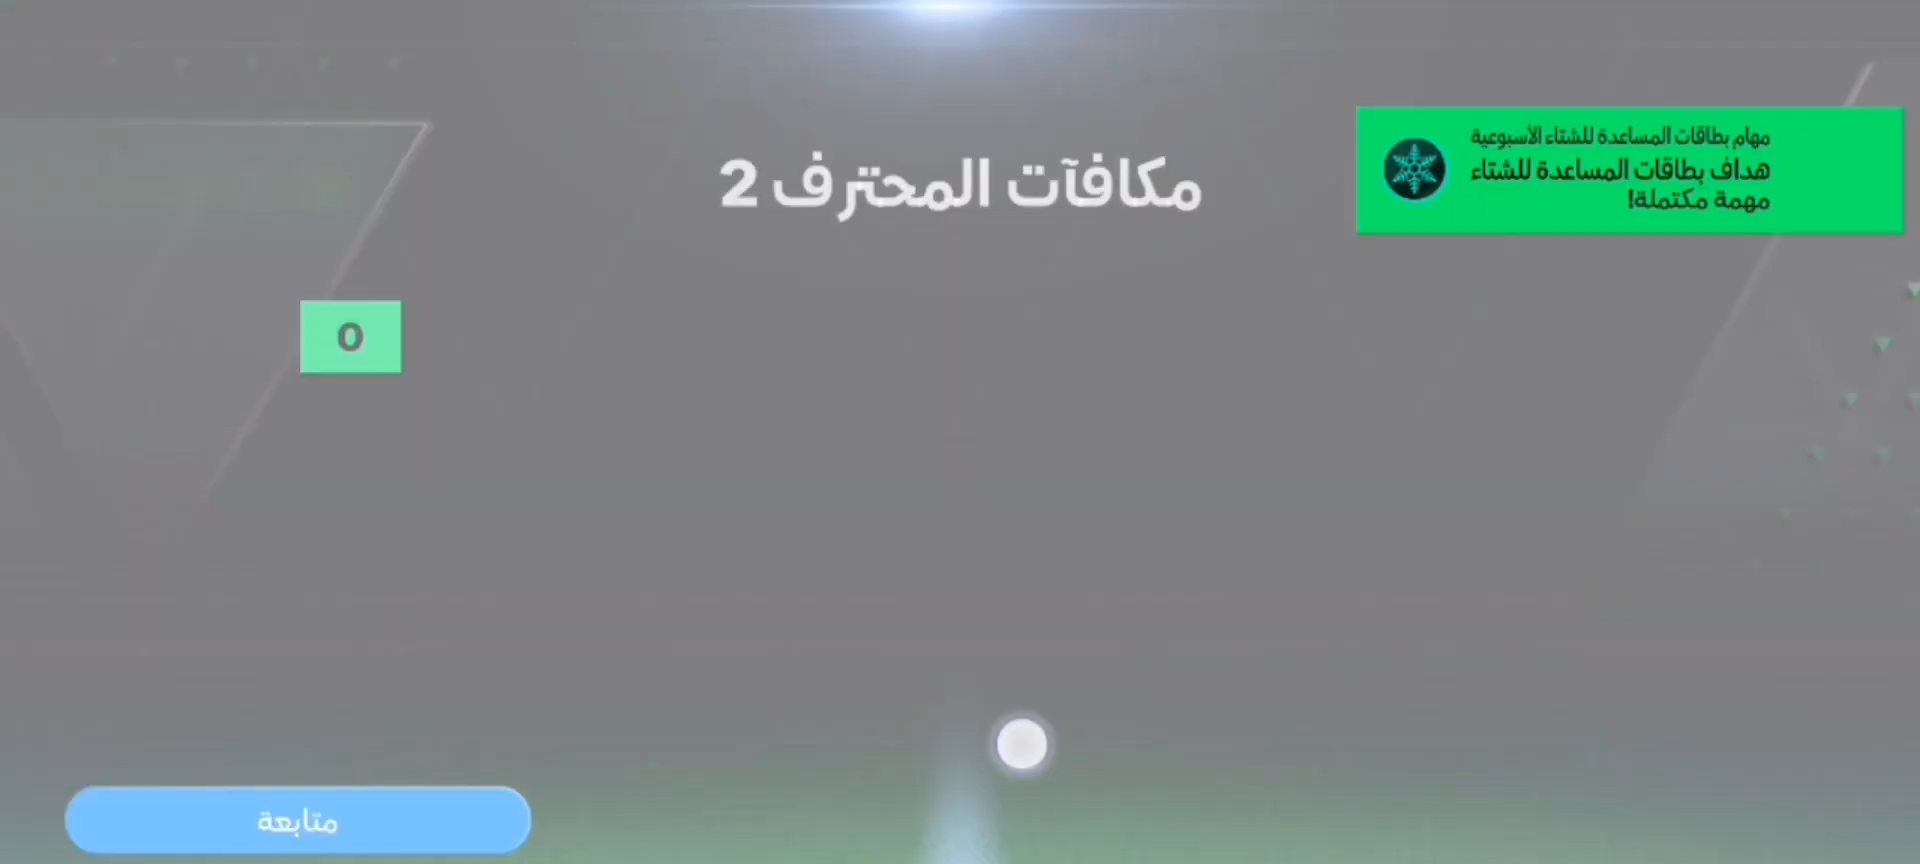 مهام بطاقات المساعدة للشتاء الأسبوعية
هداف بطاقات المساعدة للشتاء
مهمة مكتملة!
مكافآت المحترف 2
0
متابعة